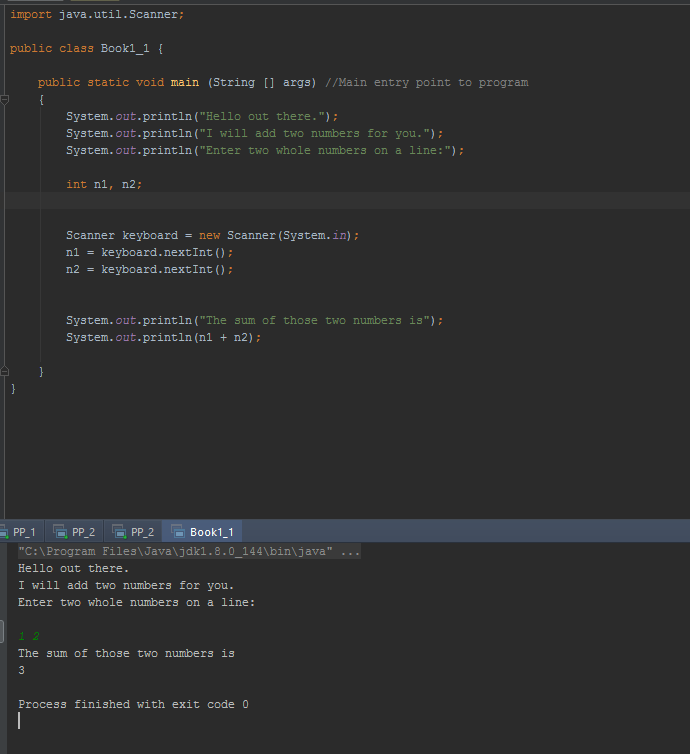 import java.util.Scanner;
public class Book1_1 {
public static void main (String [] args) //Main entry point to program
{
System.out.println("Hello out there.");
System.out.println("I will add two numbers for you.");
System.out.println("Enter two whole numbers on a line:");
int n1, n2;
Scanner keyboard = new Scanner(System.in);
n1 = keyboard.nextInt();
n2 = keyboard.nextInt();
System.out.println("The sum of those two numbers is");
System.out.println(n1 + n2);
}
}
PP_1 PP_2 PP_2 Book1_1
"C:\Program Files\Java\jdk1.8.0_144\bin\java" ...
Hello out there.
I will add two numbers for you.
Enter two whole numbers on a line:
1 2
The sum of those two numbers is
3
Process finished with exit code 0